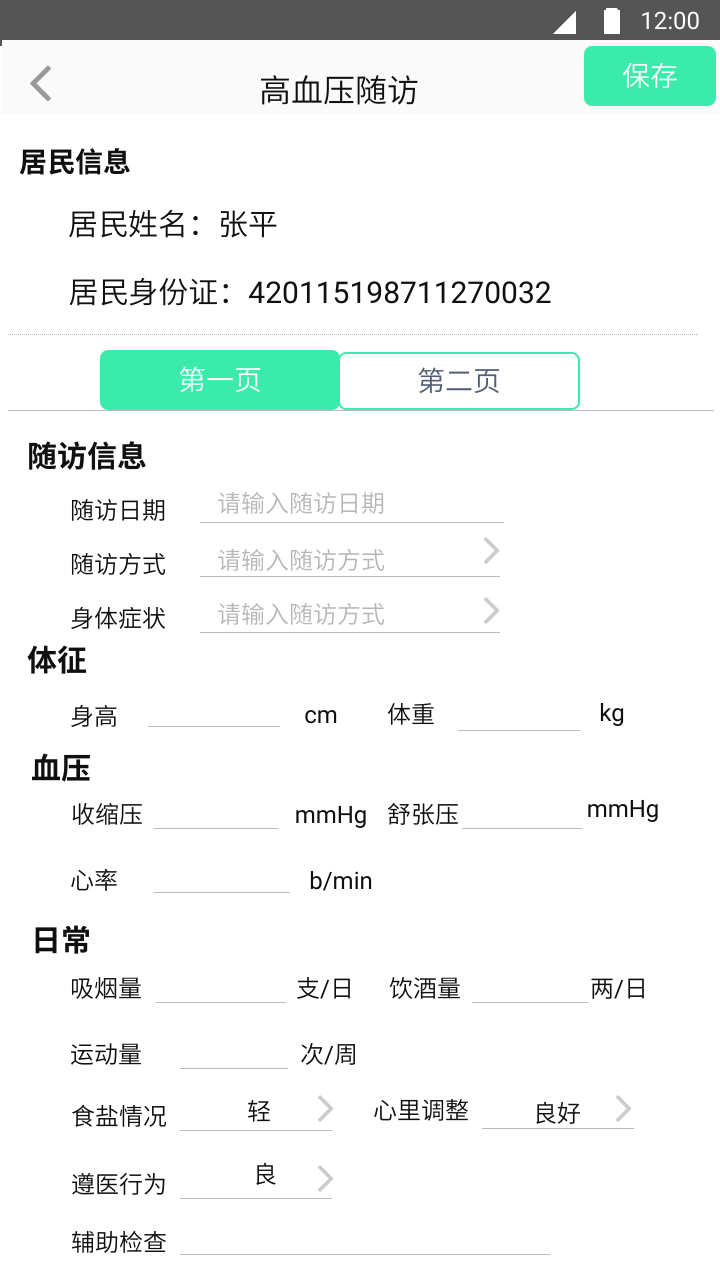 12:00
高血压随访
保存
居民信息
居民姓名：张平
居民身份证：420115198711270032
第一页 第二页
随访信息
随访日期 请输入随访日期
随访方式 请输入随访方式
身体症状 请输入随访方式
体征
身高 cm 体重 kg
血压
收缩压 mmHg 舒张压 mmHg
心率 b/min
日常
吸烟量 支/日 饮酒量 两/日
运动量 次/周
食盐情况 轻 心里调整 良好
遵医行为 良
辅助检查